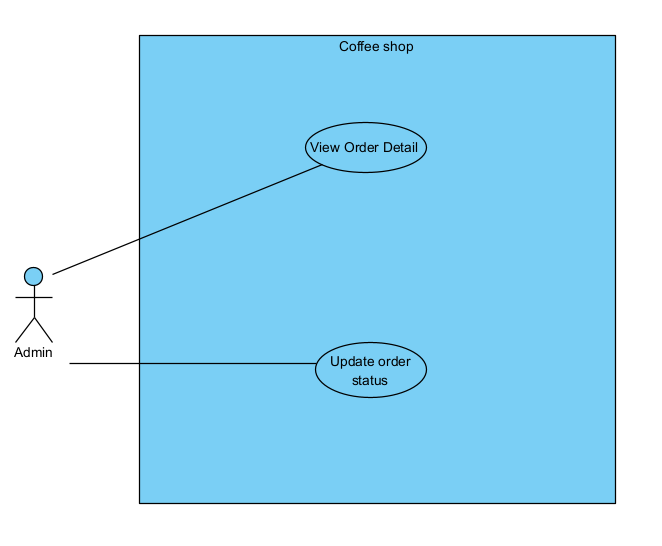 Coffee shop
View Order Detail
Admin
Update order
status